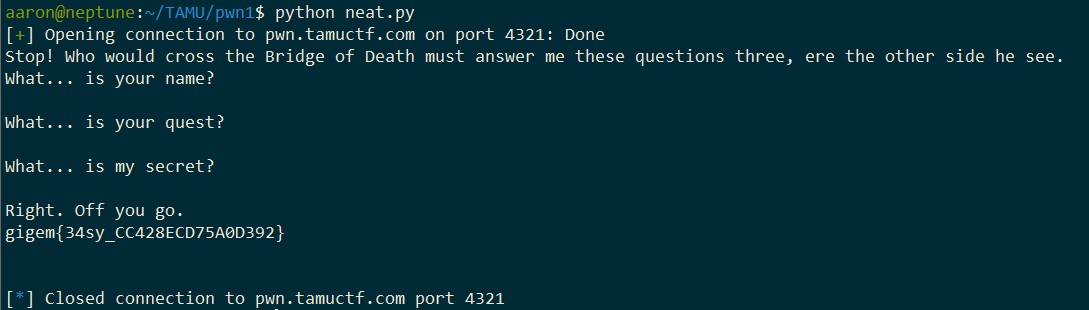 aaron@neptune:~/TAMU/pwn1$ python neat.py
[+] Opening connection to pwn.tamuctf.com on port 4321: Done
Stop! Who would cross the Bridge of Death must answer me these questions three, ere the other side he see.
What... is your name?
What... is your quest?
What... is my secret?
Right. Off you go.
gigem{34sy_CC428ECD75A0D392}
[*] Closed connection to pwn.tamuctf.com port 4321